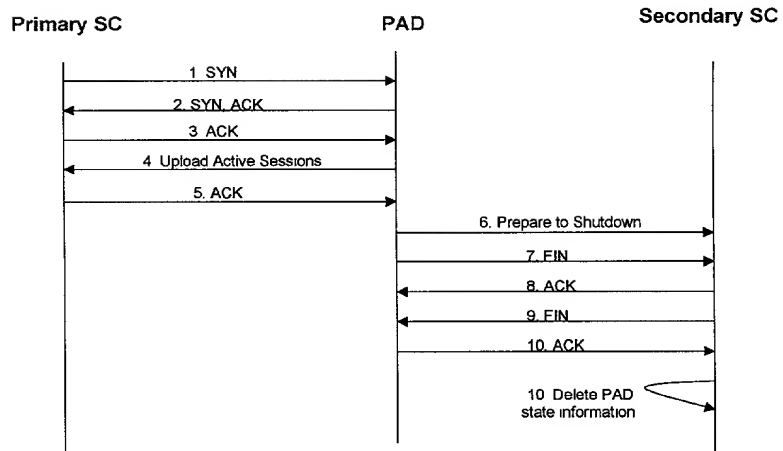 Primary SC
PAD
Secondary SC
1 SYN
2. SYN, ACK
3 ACK
4 Upload Active Sessions
5. ACK
6. Prepare to Shutdown
7. FIN
8. ACK
9. FIN
10. ACK
10 Delete PAD
state information